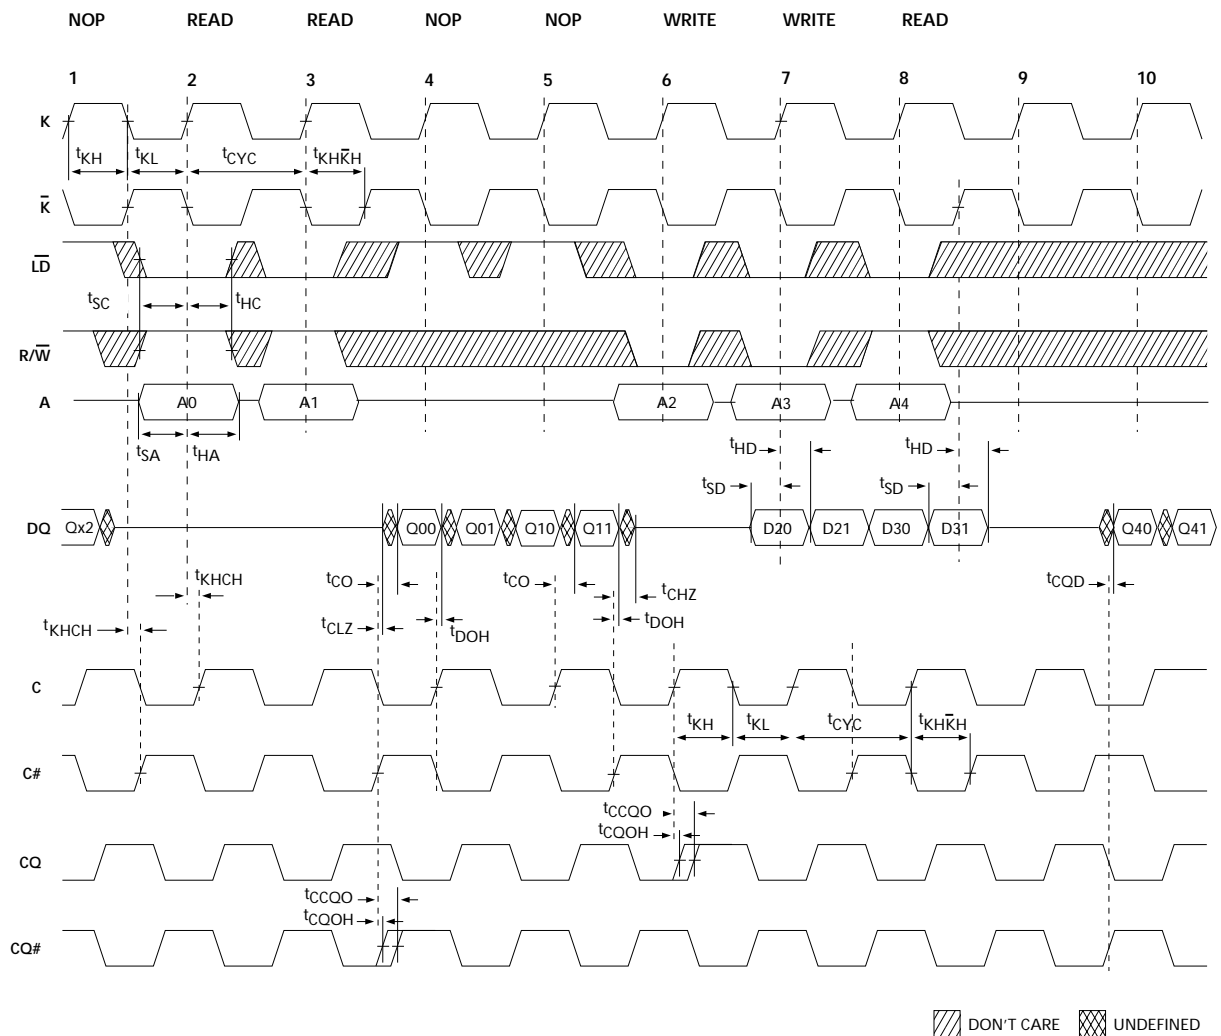 NOP READ READ NOP NOP WRITE WRITE READ
1 2 3 4 5 6 7 8 9 10
K
tKH tKL tCYC tKHK̅H
K̅
L̅D̅
tSC tHC
R/W̅
A A0 A1 A2 A3 A4
tSA tHA tHD tHD
tSD tSD
DQ Qx2 Q00 Q01 Q10 Q11 D20 D21 D30 D31 Q40 Q41
tKHCH tCO tCO tCHZ tCQD
tKHCH tCLZ tDOH tDOH
C
tKH tKL tCYC tKHK̅H
C#
tCCQO
tCQOH
CQ
tCCQO
tCQOH
CQ#
DON'T CARE UNDEFINED